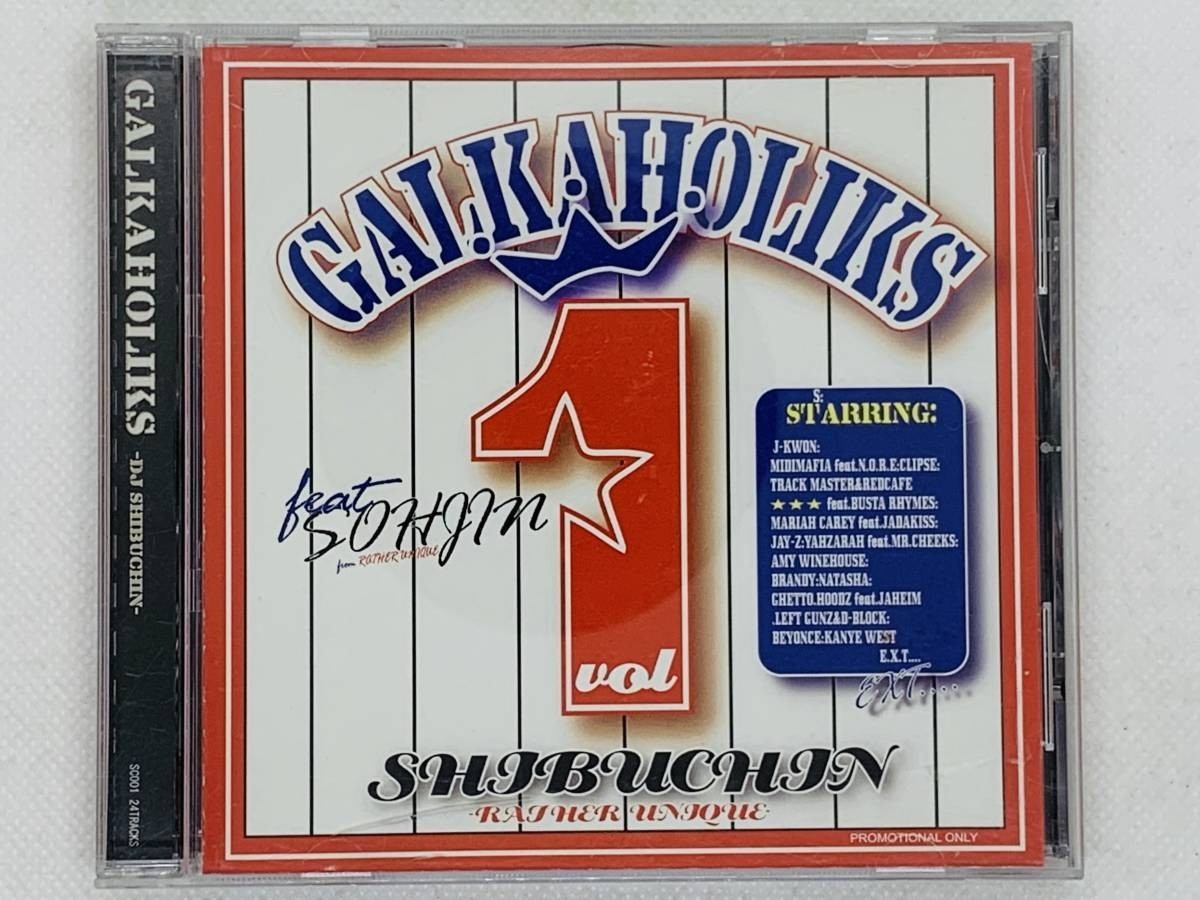 GALKAHOLIKS -DJ SHIBUCHIN-
SC001 24TRACKS
GAL.K.A.H.OLIKS
1
vol
feat
SOHJIN
from RATHER UNIQUE
S:
STARRING:
J-KWON:
MIDIMAFIA feat.N.O.R.E:CLIPSE:
TRACK MASTER&REDCAFE
★★★ feat.BUSTA RHYMES:
MARIAH CAREY feat.JADAKISS:
JAY-Z:YAHZARAH feat.MR.CHEEKS:
AMY WINEHOUSE:
BRANDY:NATASHA:
GHETTO.HOODZ feat.JAHEIM
.LEFT GUNZ&D-BLOCK:
BEYONCE:KANYE WEST
E.X.T....
EXT....
SHIBUCHIN
-RATHER UNIQUE-
PROMOTIONAL ONLY